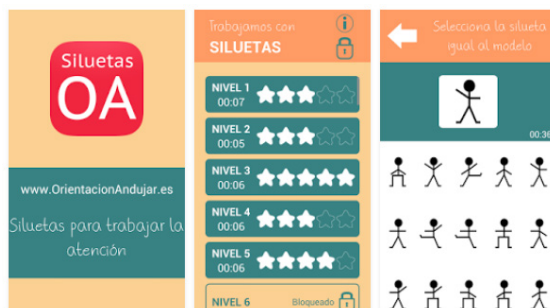 Siluetas
OA
www.OrientacionAndujar.es
Siluetas para trabajar la
atención
Trabajamos con
SILUETAS
NIVEL 1
00:07
NIVEL 2
00:05
NIVEL 3
00:06
NIVEL 4
00:06
NIVEL 5
00:06
NIVEL 6
Bloqueado
Selecciona la silueta
igual al modelo